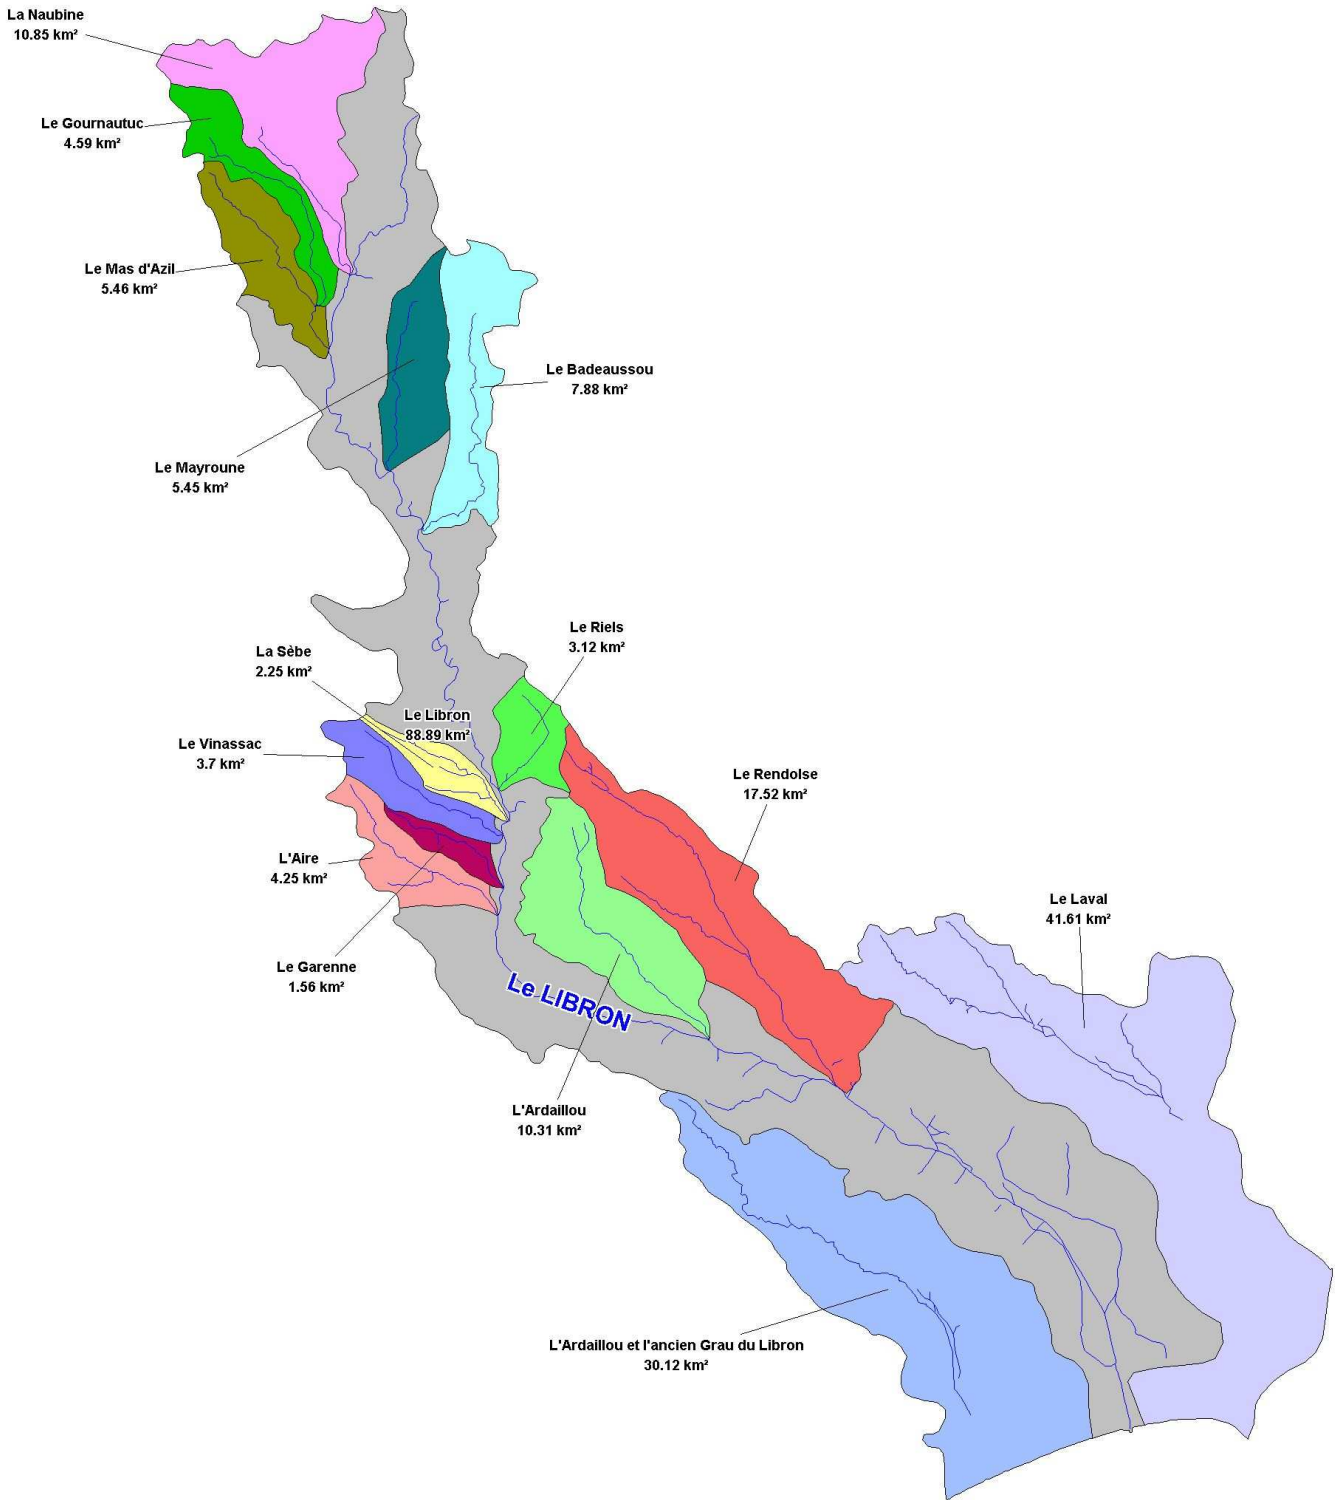 La Naubine
10.85 km²
Le Gournautuc
4.59 km²
Le Mas d'Azil
5.46 km²
Le Badeaussou
7.88 km²
Le Mayroune
5.45 km²
Le Riels
3.12 km²
La Sèbe
2.25 km²
Le Libron
88.89 km²
Le Vinassac
3.7 km²
Le Rendolse
17.52 km²
L'Aire
4.25 km²
Le Laval
41.61 km²
Le Garenne
1.56 km²
Le LIBRON
L'Ardaillou
10.31 km²
L'Ardaillou et l'ancien Grau du Libron
30.12 km²